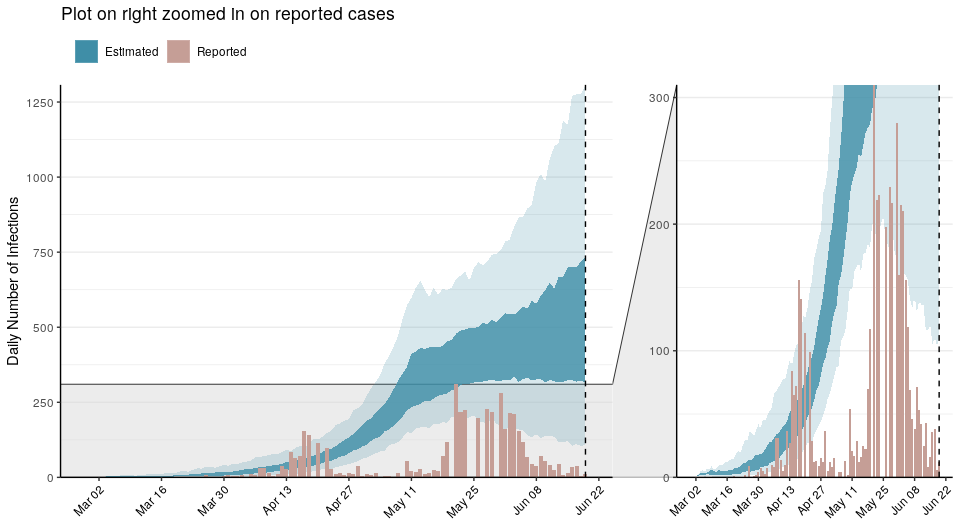 Plot on right zoomed in on reported cases
Estimated
Reported
Daily Number of Infections
1250
1000
750
500
250
0
Mar 02
Mar 16
Mar 30
Apr 13
Apr 27
May 11
May 25
Jun 08
Jun 22
300
200
100
0
Mar 02
Mar 16
Mar 30
Apr 13
Apr 27
May 11
May 25
Jun 08
Jun 22